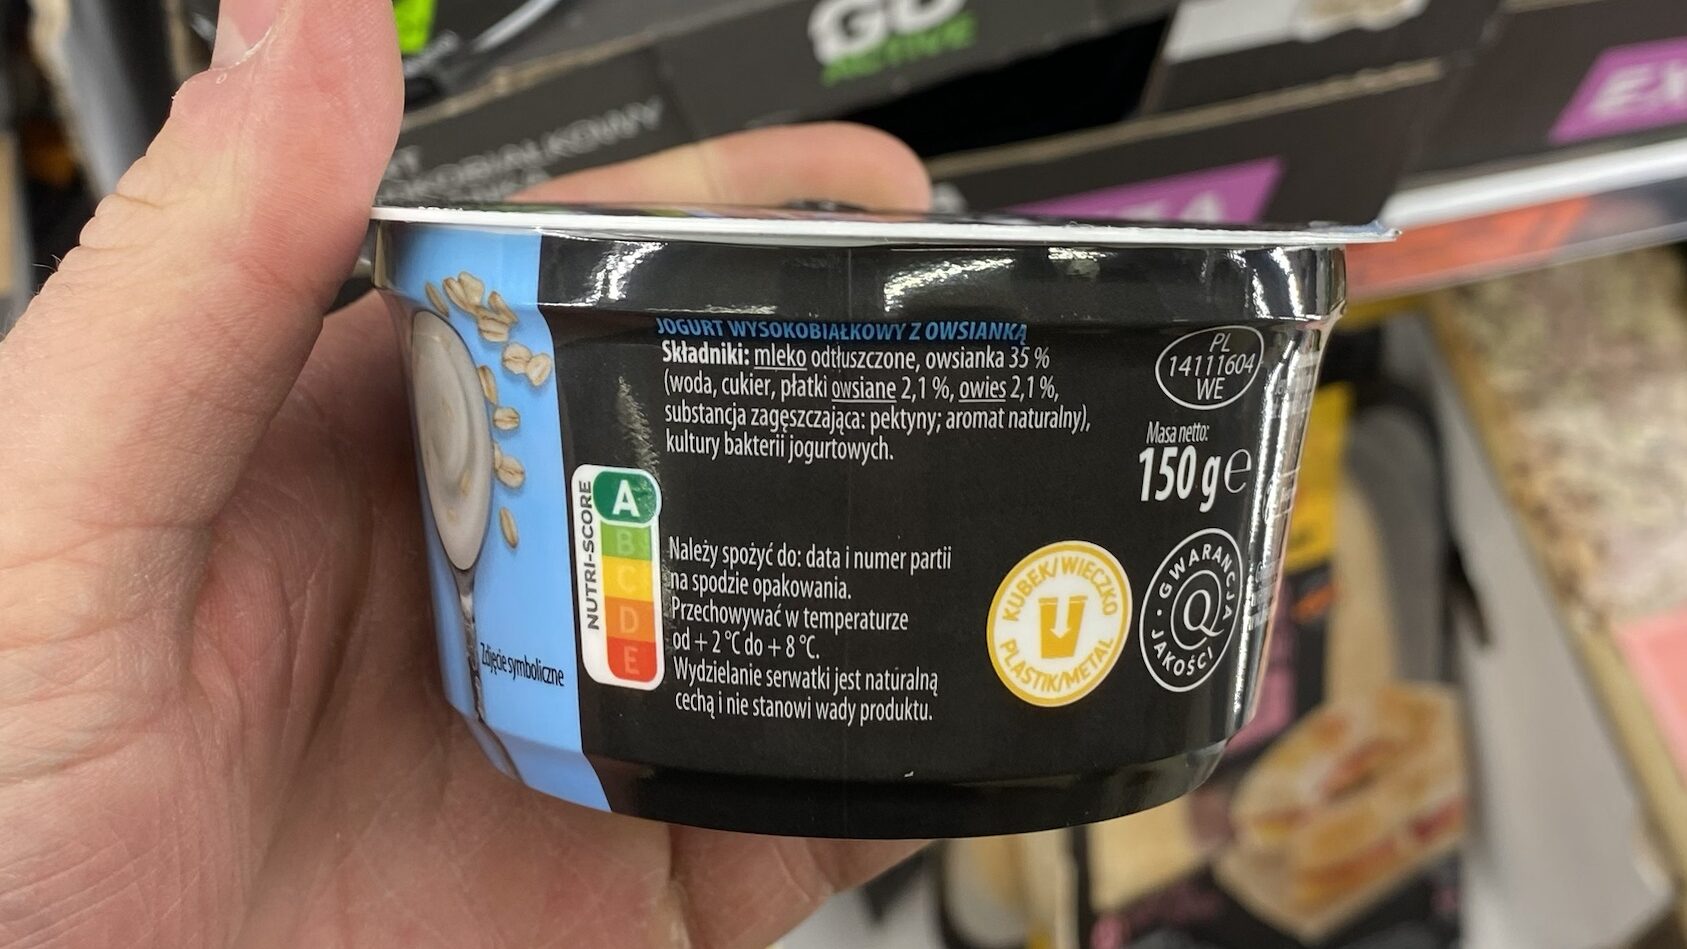 GO
ACTIVE
JOGURT WYSOKOBIAŁKOWY Z OWSIANKĄ
Składniki: mleko odtłuszczone, owsianka 35 %
(woda, cukier, płatki owsiane 2,1 %, owies 2,1 %,
substancja zagęszczająca: pektyny; aromat naturalny),
kultury bakterii jogurtowych.
PL
14111604
WE
Masa netto:
150 g e
NUTRI-SCORE
A
B
C
D
E
Należy spożyć do: data i numer partii
na spodzie opakowania.
Przechowywać w temperaturze
od + 2 °C do + 8 °C.
Wydzielanie serwatki jest naturalną
cechą i nie stanowi wady produktu.
KUBEK/WIECZKO
PLASTIK/METAL
GWARANCJA
Q
JAKOŚCI
Zdjęcie symboliczne